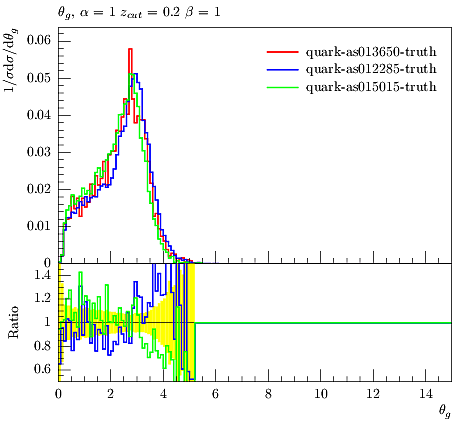 θg, α = 1 zcut = 0.2 β = 1
1/σdσ/dθg
quark-as013650-truth
quark-as012285-truth
quark-as015015-truth
0.06
0.05
0.04
0.03
0.02
0.01
0
Ratio
1.4
1.2
1
0.8
0.6
0 2 4 6 8 10 12 14
θg